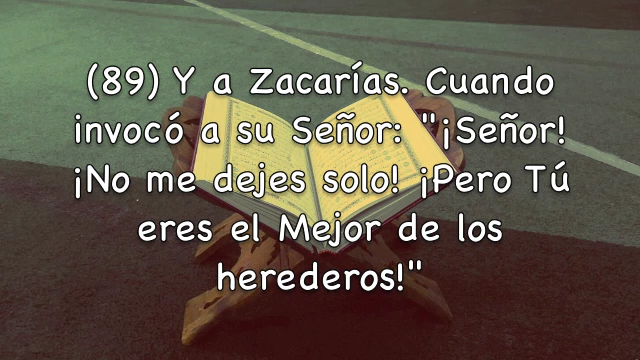 (89) Y a Zacarías. Cuando
invocó a su Señor: "¡Señor!
¡No me dejes solo! ¡Pero Tú
eres el Mejor de los
herederos!"